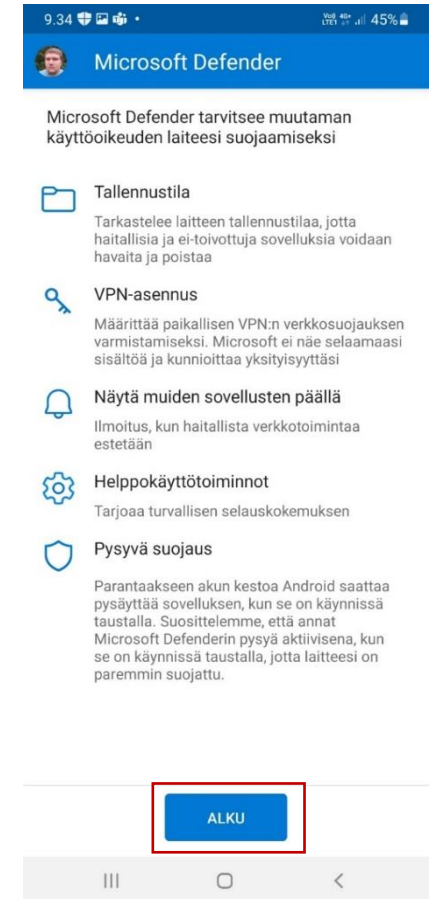 9.34 45%
Microsoft Defender
Microsoft Defender tarvitsee muutaman
käyttöoikeuden laiteesi suojaamiseksi
Tallennustila
Tarkastelee laitteen tallennustilaa, jotta
haitallisia ja ei-toivottuja sovelluksia voidaan
havaita ja poistaa
VPN-asennus
Määrittää paikallisen VPN:n verkkosuojauksen
varmistamiseksi. Microsoft ei näe selaamaasi
sisältöä ja kunnioittaa yksityisyyttäsi
Näytä muiden sovellusten päällä
Ilmoitus, kun haitallista verkkotoimintaa
estetään
Helppokäyttötoiminnot
Tarjoaa turvallisen selauskokemuksen
Pysyvä suojaus
Parantaakseen akun kestoa Android saattaa
pysäyttää sovelluksen, kun se on käynnissä
taustalla. Suosittelemme, että annat
Microsoft Defenderin pysyä aktiivisena, kun
se on käynnissä taustalla, jotta laitteesi on
paremmin suojattu.
ALKU